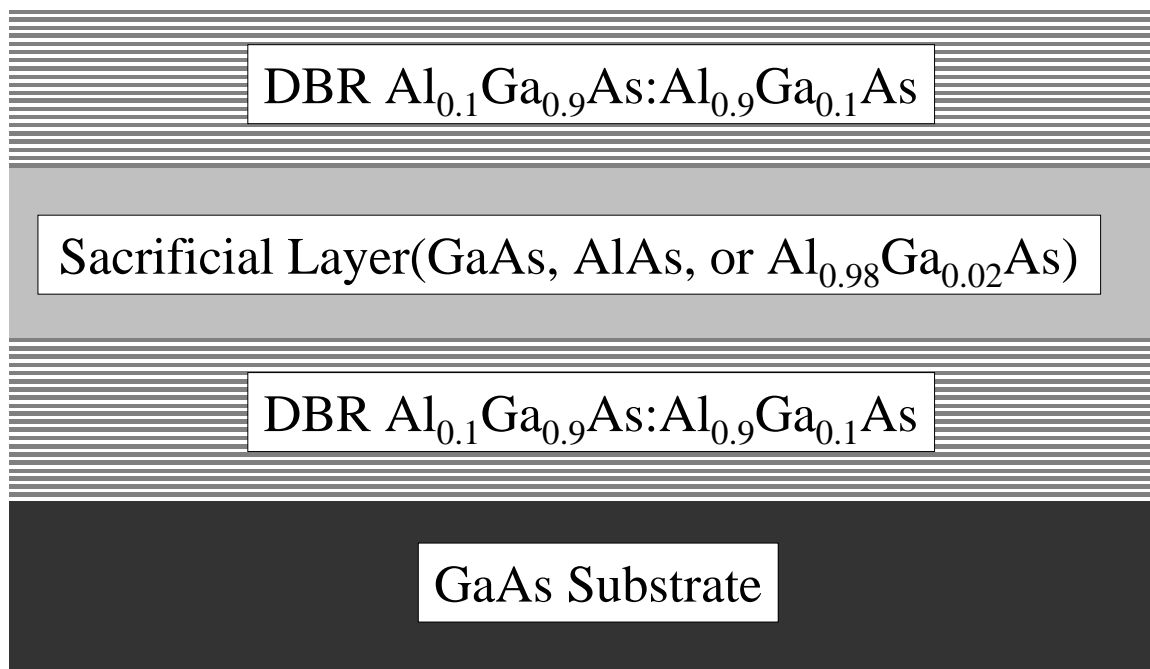 DBR Al₀.₁Ga₀.₉As:Al₀.₉Ga₀.₁As
Sacrificial Layer(GaAs, AlAs, or Al₀.₉₈Ga₀.₀₂As)
DBR Al₀.₁Ga₀.₉As:Al₀.₉Ga₀.₁As
GaAs Substrate